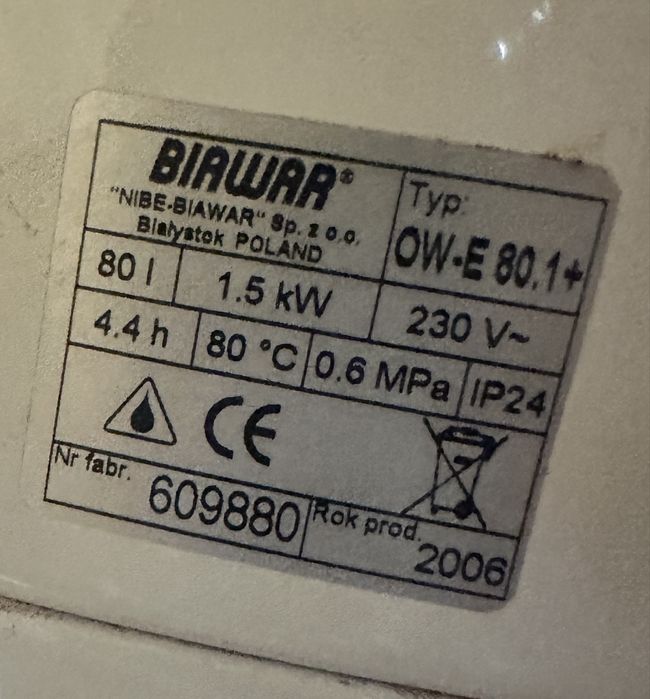 BIAWAR®
"NIBE-BIAWAR" Sp. z o.o.
Białystok POLAND
Typ:
OW-E 80.1+
80 l 1.5 kW 230 V~
4.4 h 80 °C 0.6 MPa IP24
CE
Nr fabr. 609880 Rok prod. 2006